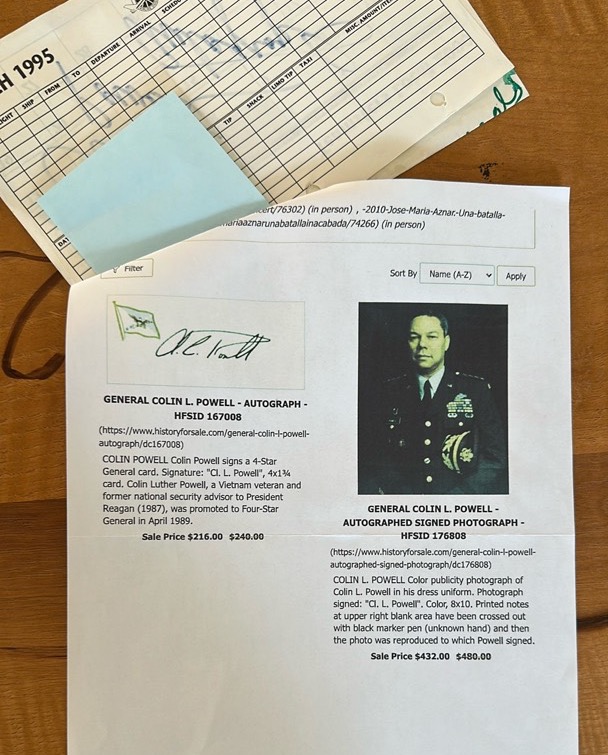 H 1995
SHIP
FROM
TO
DEPARTURE
ARRIVAL
MISC. AMOUNT/ITE
TIP
SNACK
LIMO TIP
TAXI
cert/76302) (in person) , -2010-Jose-Maria-Aznar.-Una-batalla-
mariaaznarunabatallainacabada/74266) (in person)
Filter
Sort By Name (A-Z) Apply
GENERAL COLIN L. POWELL - AUTOGRAPH -
HFSID 167008
(https://www.historyforsale.com/general-colin-l-powell-
autograph/dc167008)
COLIN POWELL Colin Powell signs a 4-Star
General card. Signature: "Cl. L. Powell", 4x1¾
card. Colin Luther Powell, a Vietnam veteran and
former national security advisor to President
Reagan (1987), was promoted to Four-Star
General in April 1989.
Sale Price $216.00 $240.00
GENERAL COLIN L. POWELL -
AUTOGRAPHED SIGNED PHOTOGRAPH -
HFSID 176808
(https://www.historyforsale.com/general-colin-l-powell-
autographed-signed-photograph/dc176808)
COLIN L. POWELL Color publicity photograph of
Colin L. Powell in his dress uniform. Photograph
signed: "Cl. L. Powell". Color, 8x10. Printed notes
at upper right blank area have been crossed out
with black marker pen (unknown hand) and then
the photo was reproduced to which Powell signed.
Sale Price $432.00 $480.00